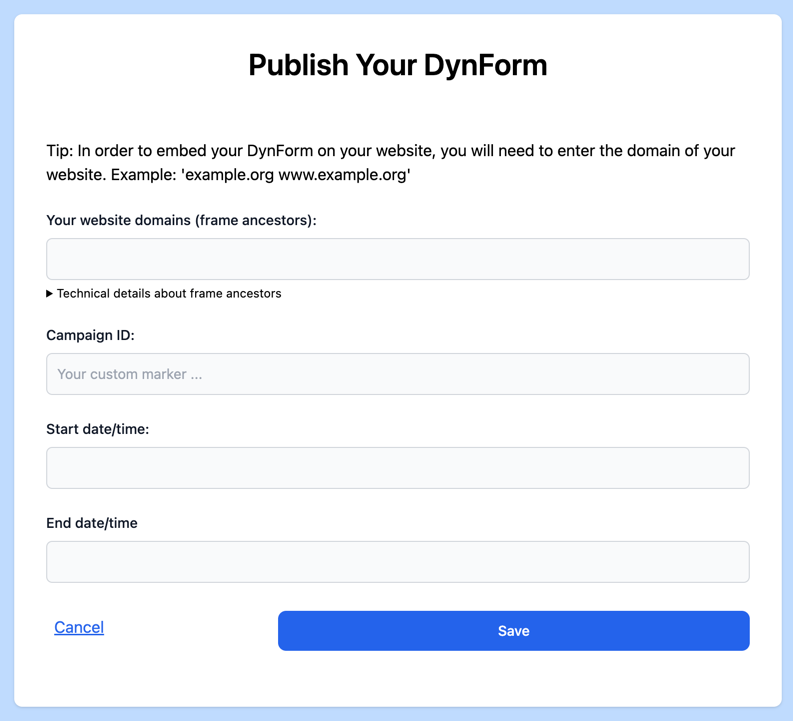 Publish Your DynForm
Tip: In order to embed your DynForm on your website, you will need to enter the domain of your
website. Example: 'example.org www.example.org'
Your website domains (frame ancestors):
▶ Technical details about frame ancestors
Campaign ID:
Your custom marker ...
Start date/time:
End date/time
Cancel
Save